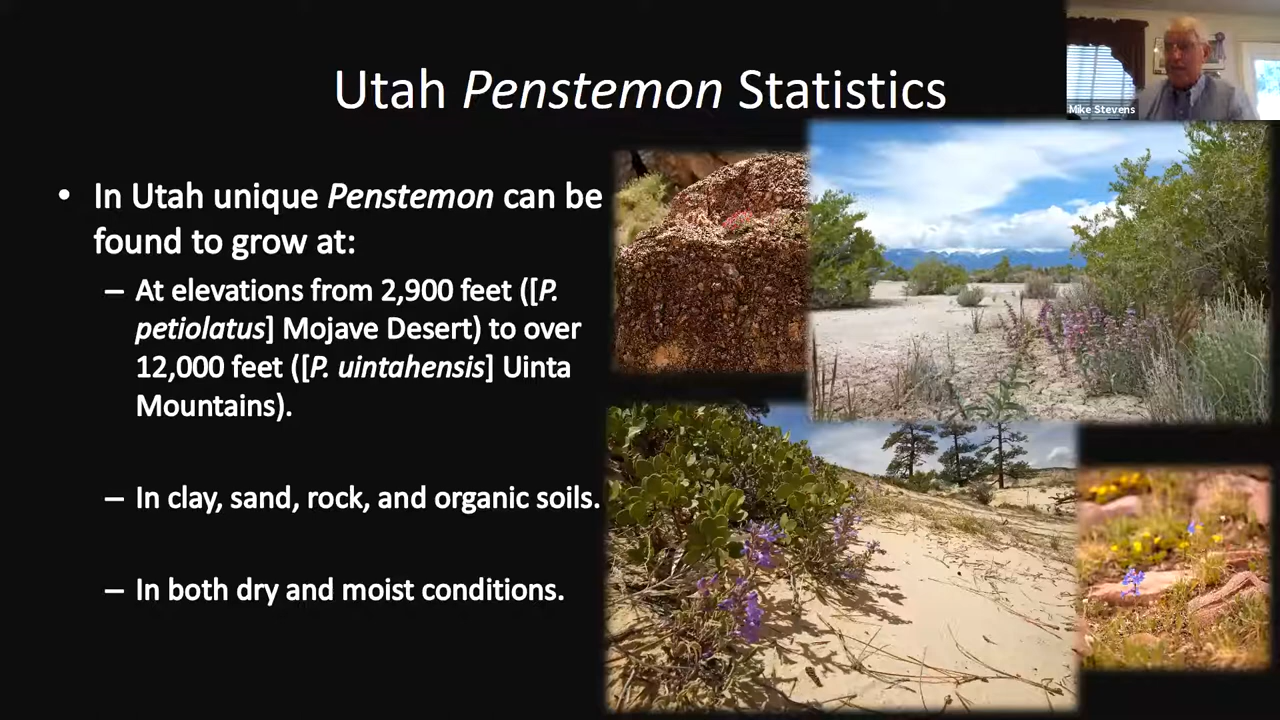 Utah Penstemon Statistics
Mike Stevens
• In Utah unique Penstemon can be
found to grow at:
– At elevations from 2,900 feet ([P.
petiolatus] Mojave Desert) to over
12,000 feet ([P. uintahensis] Uinta
Mountains).
– In clay, sand, rock, and organic soils.
– In both dry and moist conditions.